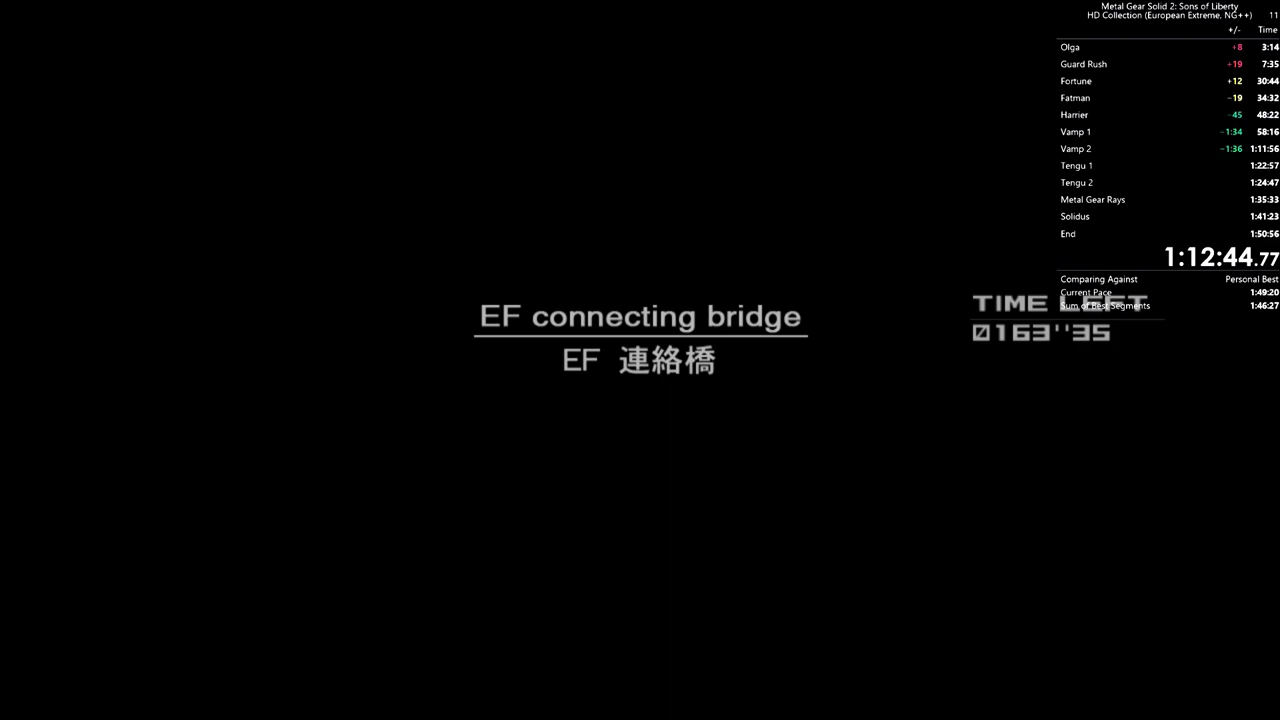 Metal Gear Solid 2: Sons of Liberty
HD Collection (European Extreme, NG++) 11
+/- Time
Olga +8 3:14
Guard Rush +19 7:35
Fortune +12 30:44
Fatman −19 34:32
Harrier −45 48:22
Vamp 1 −1:34 58:16
Vamp 2 −1:36 1:11:56
Tengu 1 1:22:57
Tengu 2 1:24:47
Metal Gear Rays 1:35:33
Solidus 1:41:23
End 1:50:56
1:12:44.77
Comparing Against Personal Best
Current Pace 1:49:20
Sum of Best Segments 1:46:27
TIME LEFT
0163"35
EF connecting bridge
EF 連絡橋